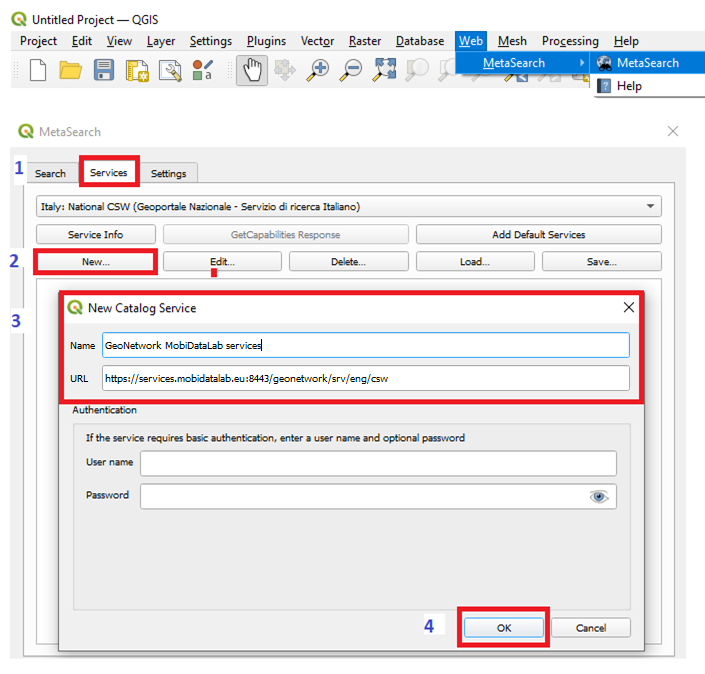 Untitled Project — QGIS
Project Edit View Layer Settings Plugins Vector Raster Database Web Mesh Processing Help
MetaSearch MetaSearch
Help
a
MetaSearch
1 Search Services Settings
Italy: National CSW (Geoportale Nazionale - Servizio di ricerca Italiano)
Service Info GetCapabilities Response Add Default Services
2 New... Edit... Delete... Load... Save...
3 New Catalog Service
Name GeoNetwork MobiDataLab services
URL https://services.mobidatalab.eu:8443/geonetwork/srv/eng/csw
Authentication
If the service requires basic authentication, enter a user name and optional password
User name
Password
4 OK Cancel